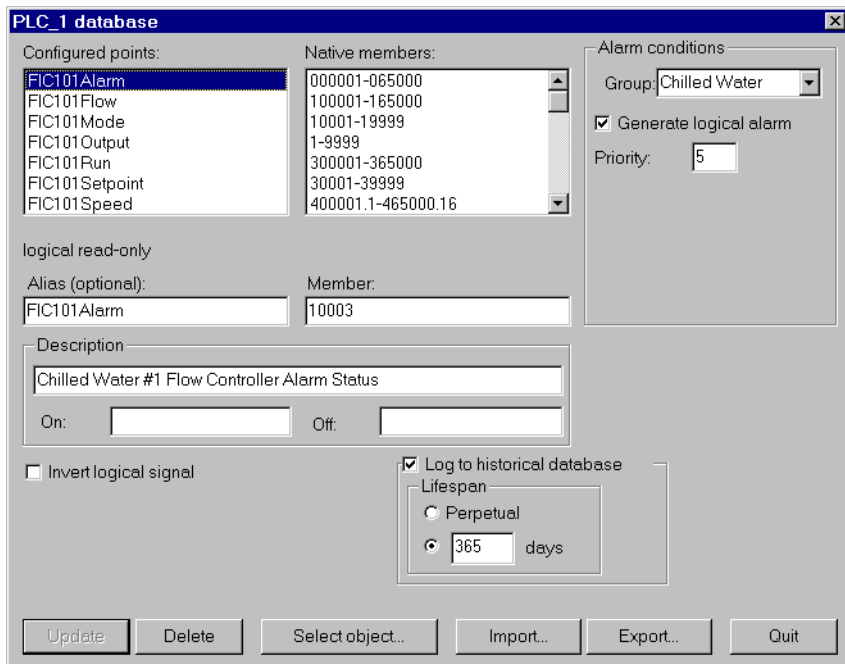 PLC_1 database
Configured points:
FIC101Alarm
FIC101Flow
FIC101Mode
FIC101Output
FIC101Run
FIC101Setpoint
FIC101Speed
Native members:
000001-065000
100001-165000
10001-19999
1-9999
300001-365000
30001-39999
400001.1-465000.16
Alarm conditions
Group: Chilled Water
Generate logical alarm
Priority: 5
logical read-only
Alias (optional):
FIC101Alarm
Member:
10003
Description
Chilled Water #1 Flow Controller Alarm Status
On:
Off:
Invert logical signal
Log to historical database
Lifespan
Perpetual
365 days
Update
Delete
Select object...
Import...
Export...
Quit